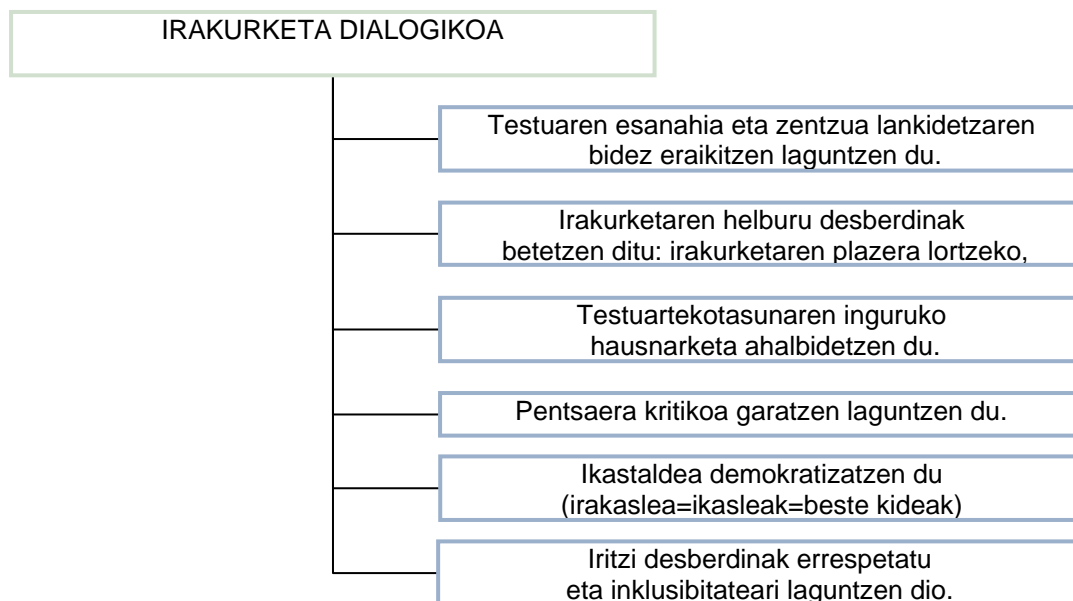 IRAKURKETA DIALOGIKOA
Testuaren esanahia eta zentzua lankidetzaren
bidez eraikitzen laguntzen du.
Irakurketaren helburu desberdinak
betetzen ditu: irakurketaren plazera lortzeko,
Testuartekotasunaren inguruko
hausnarketa ahalbidetzen du.
Pentsaera kritikoa garatzen laguntzen du.
Ikastaldea demokratizatzen du
(irakaslea=ikasleak=beste kideak)
Iritzi desberdinak errespetatu
eta inklusibitateari laguntzen dio.